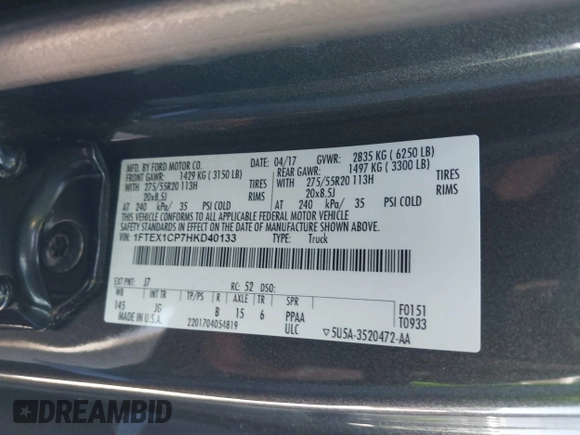 MFD. BY FORD MOTOR CO.
04/17 GVWR: 2835 KG ( 6250 LB)
FRONT GAWR: 1429 KG ( 3150 LB) REAR GAWR: 1497 KG ( 3300 LB)
WITH 275/55R20 113H TIRES WITH 275/55R20 113H TIRES
20x8.5J RIMS 20x8.5J RIMS
AT 240 kPa/ 35 PSI COLD AT 240 kPa/ 35 PSI COLD
THIS VEHICLE CONFORMS TO ALL APPLICABLE FEDERAL MOTOR VEHICLE
SAFETY AND THEFT PREVENTION STANDARDS IN EFFECT ON THE DATE OF MANUFACTURE SHOWN ABOVE.
VIN: 1FTEX1CP7HKD40133 TYPE: Truck
EXT PNT: J7 RC: 52 DSO:
WB INT TR TP/PS R AXLE TR SPR
145 JG B 15 6 PPAA F0151
MADE IN U.S.A. 2201704054819 ULC T0933
▽5U5A-3520472-AA
DREAMBID